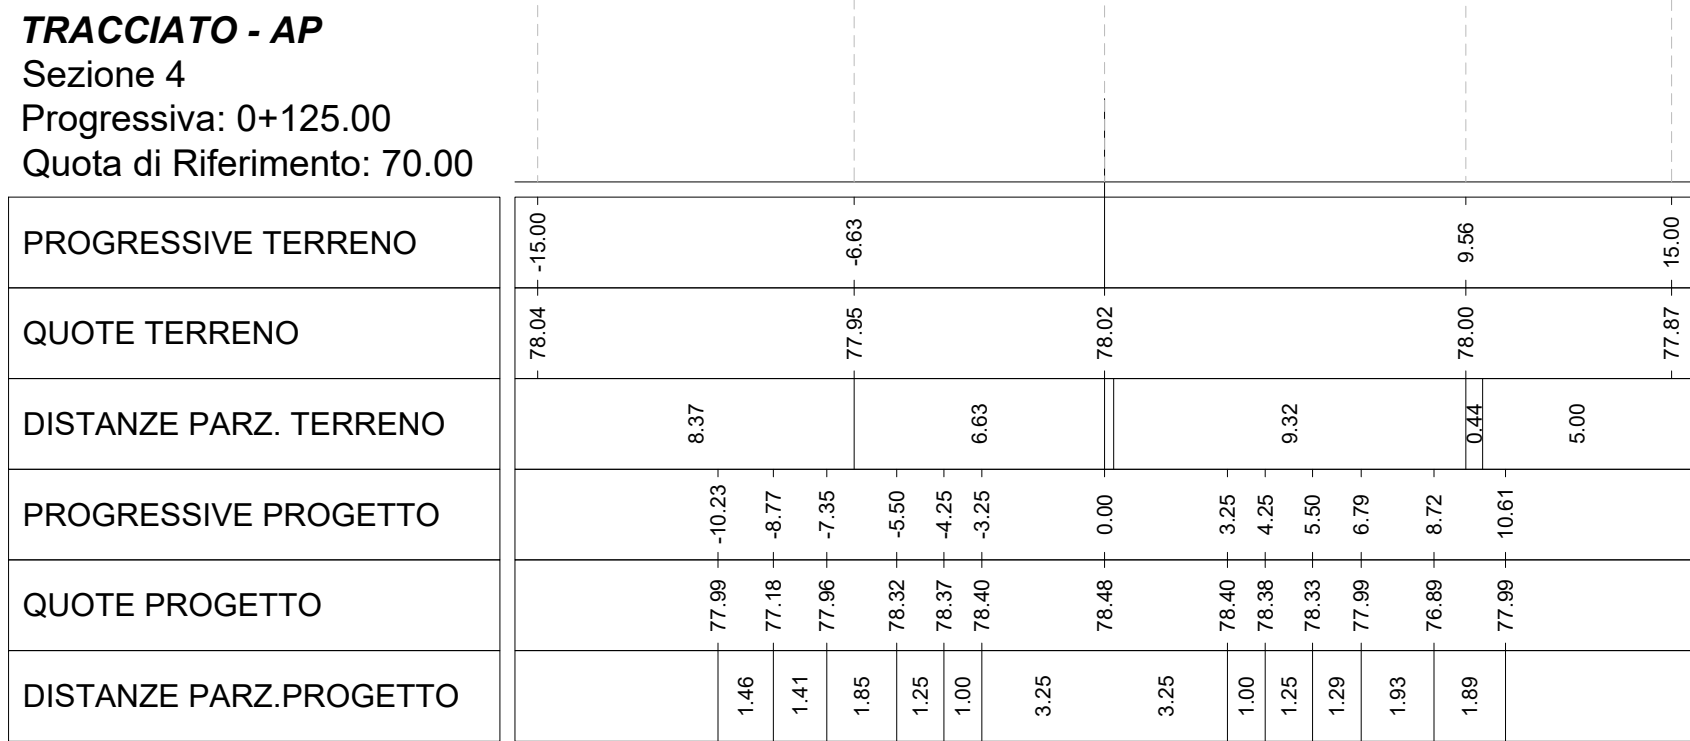 TRACCIATO - AP
Sezione 4
Progressiva: 0+125.00
Quota di Riferimento: 70.00
PROGRESSIVE TERRENO -15.00 -6.63 9.56 15.00
QUOTE TERRENO 78.04 77.95 78.02 78.00 77.87
DISTANZE PARZ. TERRENO 8.37 6.63 9.32 0.44 5.00
PROGRESSIVE PROGETTO -10.23 -8.77 -7.35 -5.50 -4.25 -3.25 0.00 3.25 4.25 5.50 6.79 8.72 10.61
QUOTE PROGETTO 77.99 77.18 77.96 78.32 78.37 78.40 78.48 78.40 78.38 78.33 77.99 76.89 77.99
DISTANZE PARZ.PROGETTO 1.46 1.41 1.85 1.25 1.00 3.25 3.25 1.00 1.25 1.29 1.93 1.89